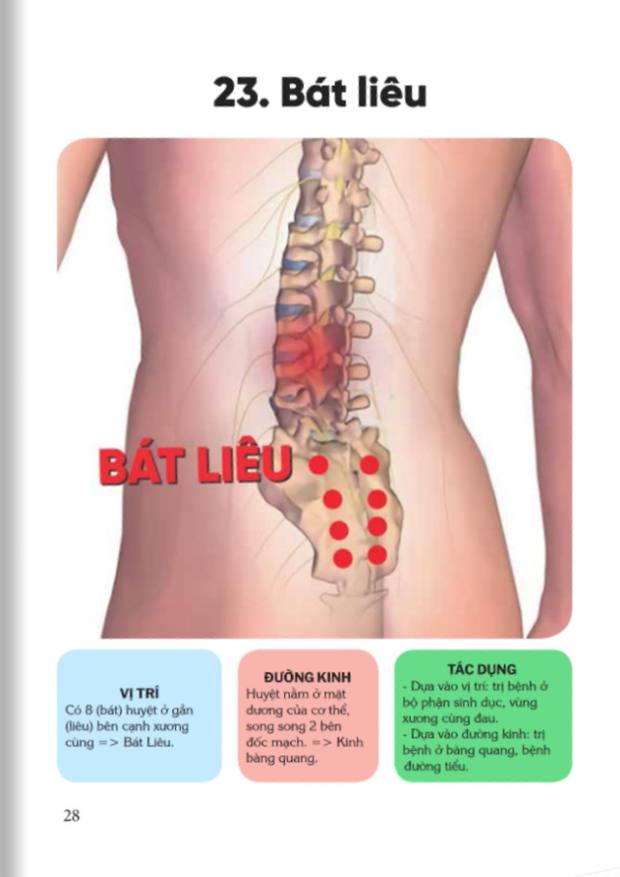 23. Bát liêu
BÁT LIÊU
VỊ TRÍ
Có 8 (bát) huyệt ở gần
(liêu) bên cạnh xương
cùng => Bát Liêu.
ĐƯỜNG KINH
Huyệt nằm ở mặt
dương của cơ thể,
song song 2 bên
đốc mạch. => Kinh
bàng quang.
TÁC DỤNG
- Dựa vào vị trí: trị bệnh ở
bộ phận sinh dục, vùng
xương cùng đau.
- Dựa vào đường kinh: trị
bệnh ở bàng quang, bệnh
đường tiểu.
28